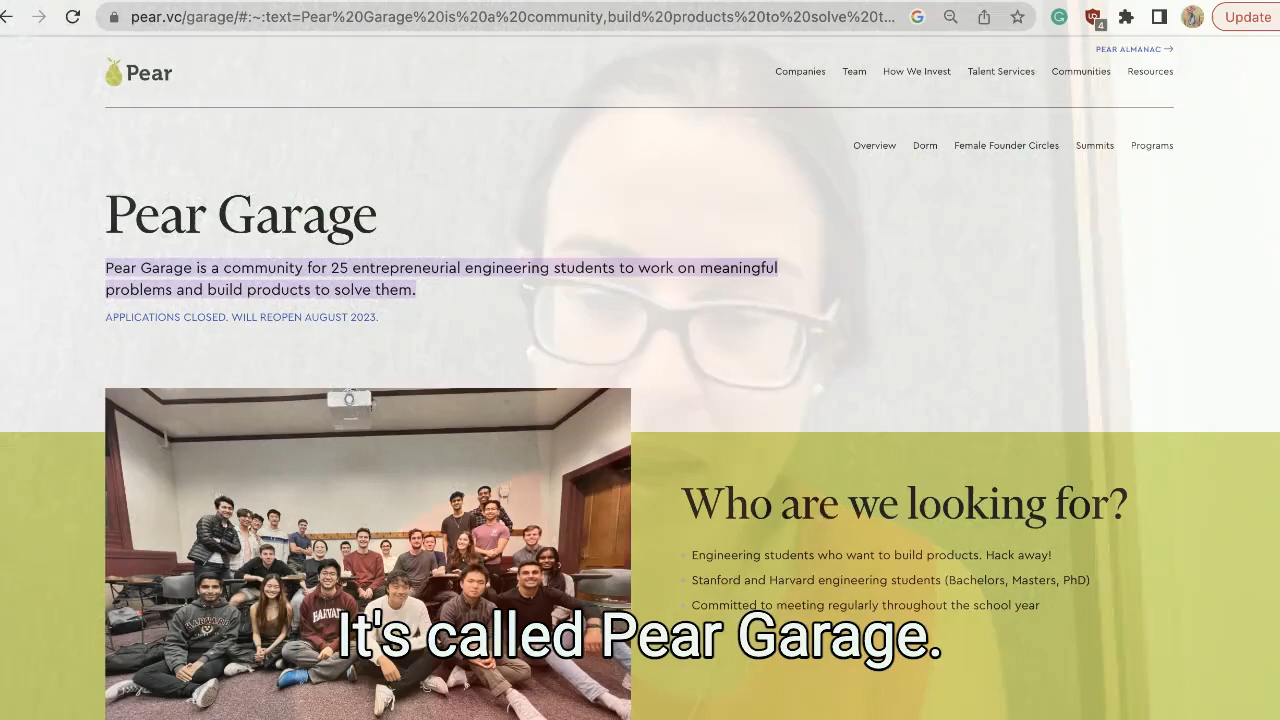 pear.vc/garage/#:~:text=Pear%20Garage%20is%20a%20community,build%20products%20to%20solve%20t...
4
Update
PEAR ALMANAC →
Pear
Companies Team How We Invest Talent Services Communities Resources
Overview Dorm Female Founder Circles Summits Programs
Pear Garage
Pear Garage is a community for 25 entrepreneurial engineering students to work on meaningful
problems and build products to solve them.
APPLICATIONS CLOSED. WILL REOPEN AUGUST 2023.
Who are we looking for?
Engineering students who want to build products. Hack away!
Stanford and Harvard engineering students (Bachelors, Masters, PhD)
Committed to meeting regularly throughout the school year
HARVARD
HARVARD
It's called Pear Garage.